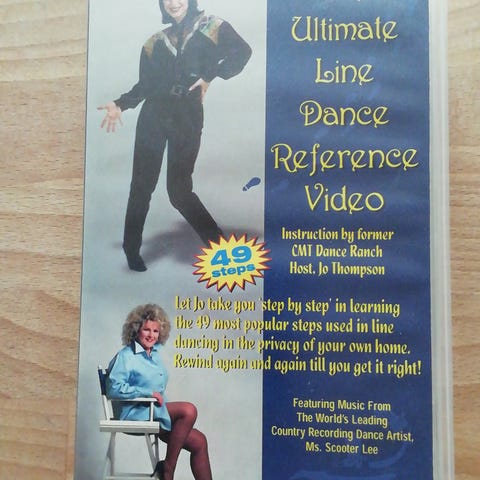 Ultimate
Line
Dance
Reference
Video
Instruction by former
CMT Dance Ranch
Host, Jo Thompson
49
steps
Let Jo take you 'step by step' in learning
the 49 most popular steps used in line
dancing in the privacy of your own home.
Rewind again and again till you get it right!
Featuring Music From
The World's Leading
Country Recording Dance Artist,
Ms. Scooter Lee